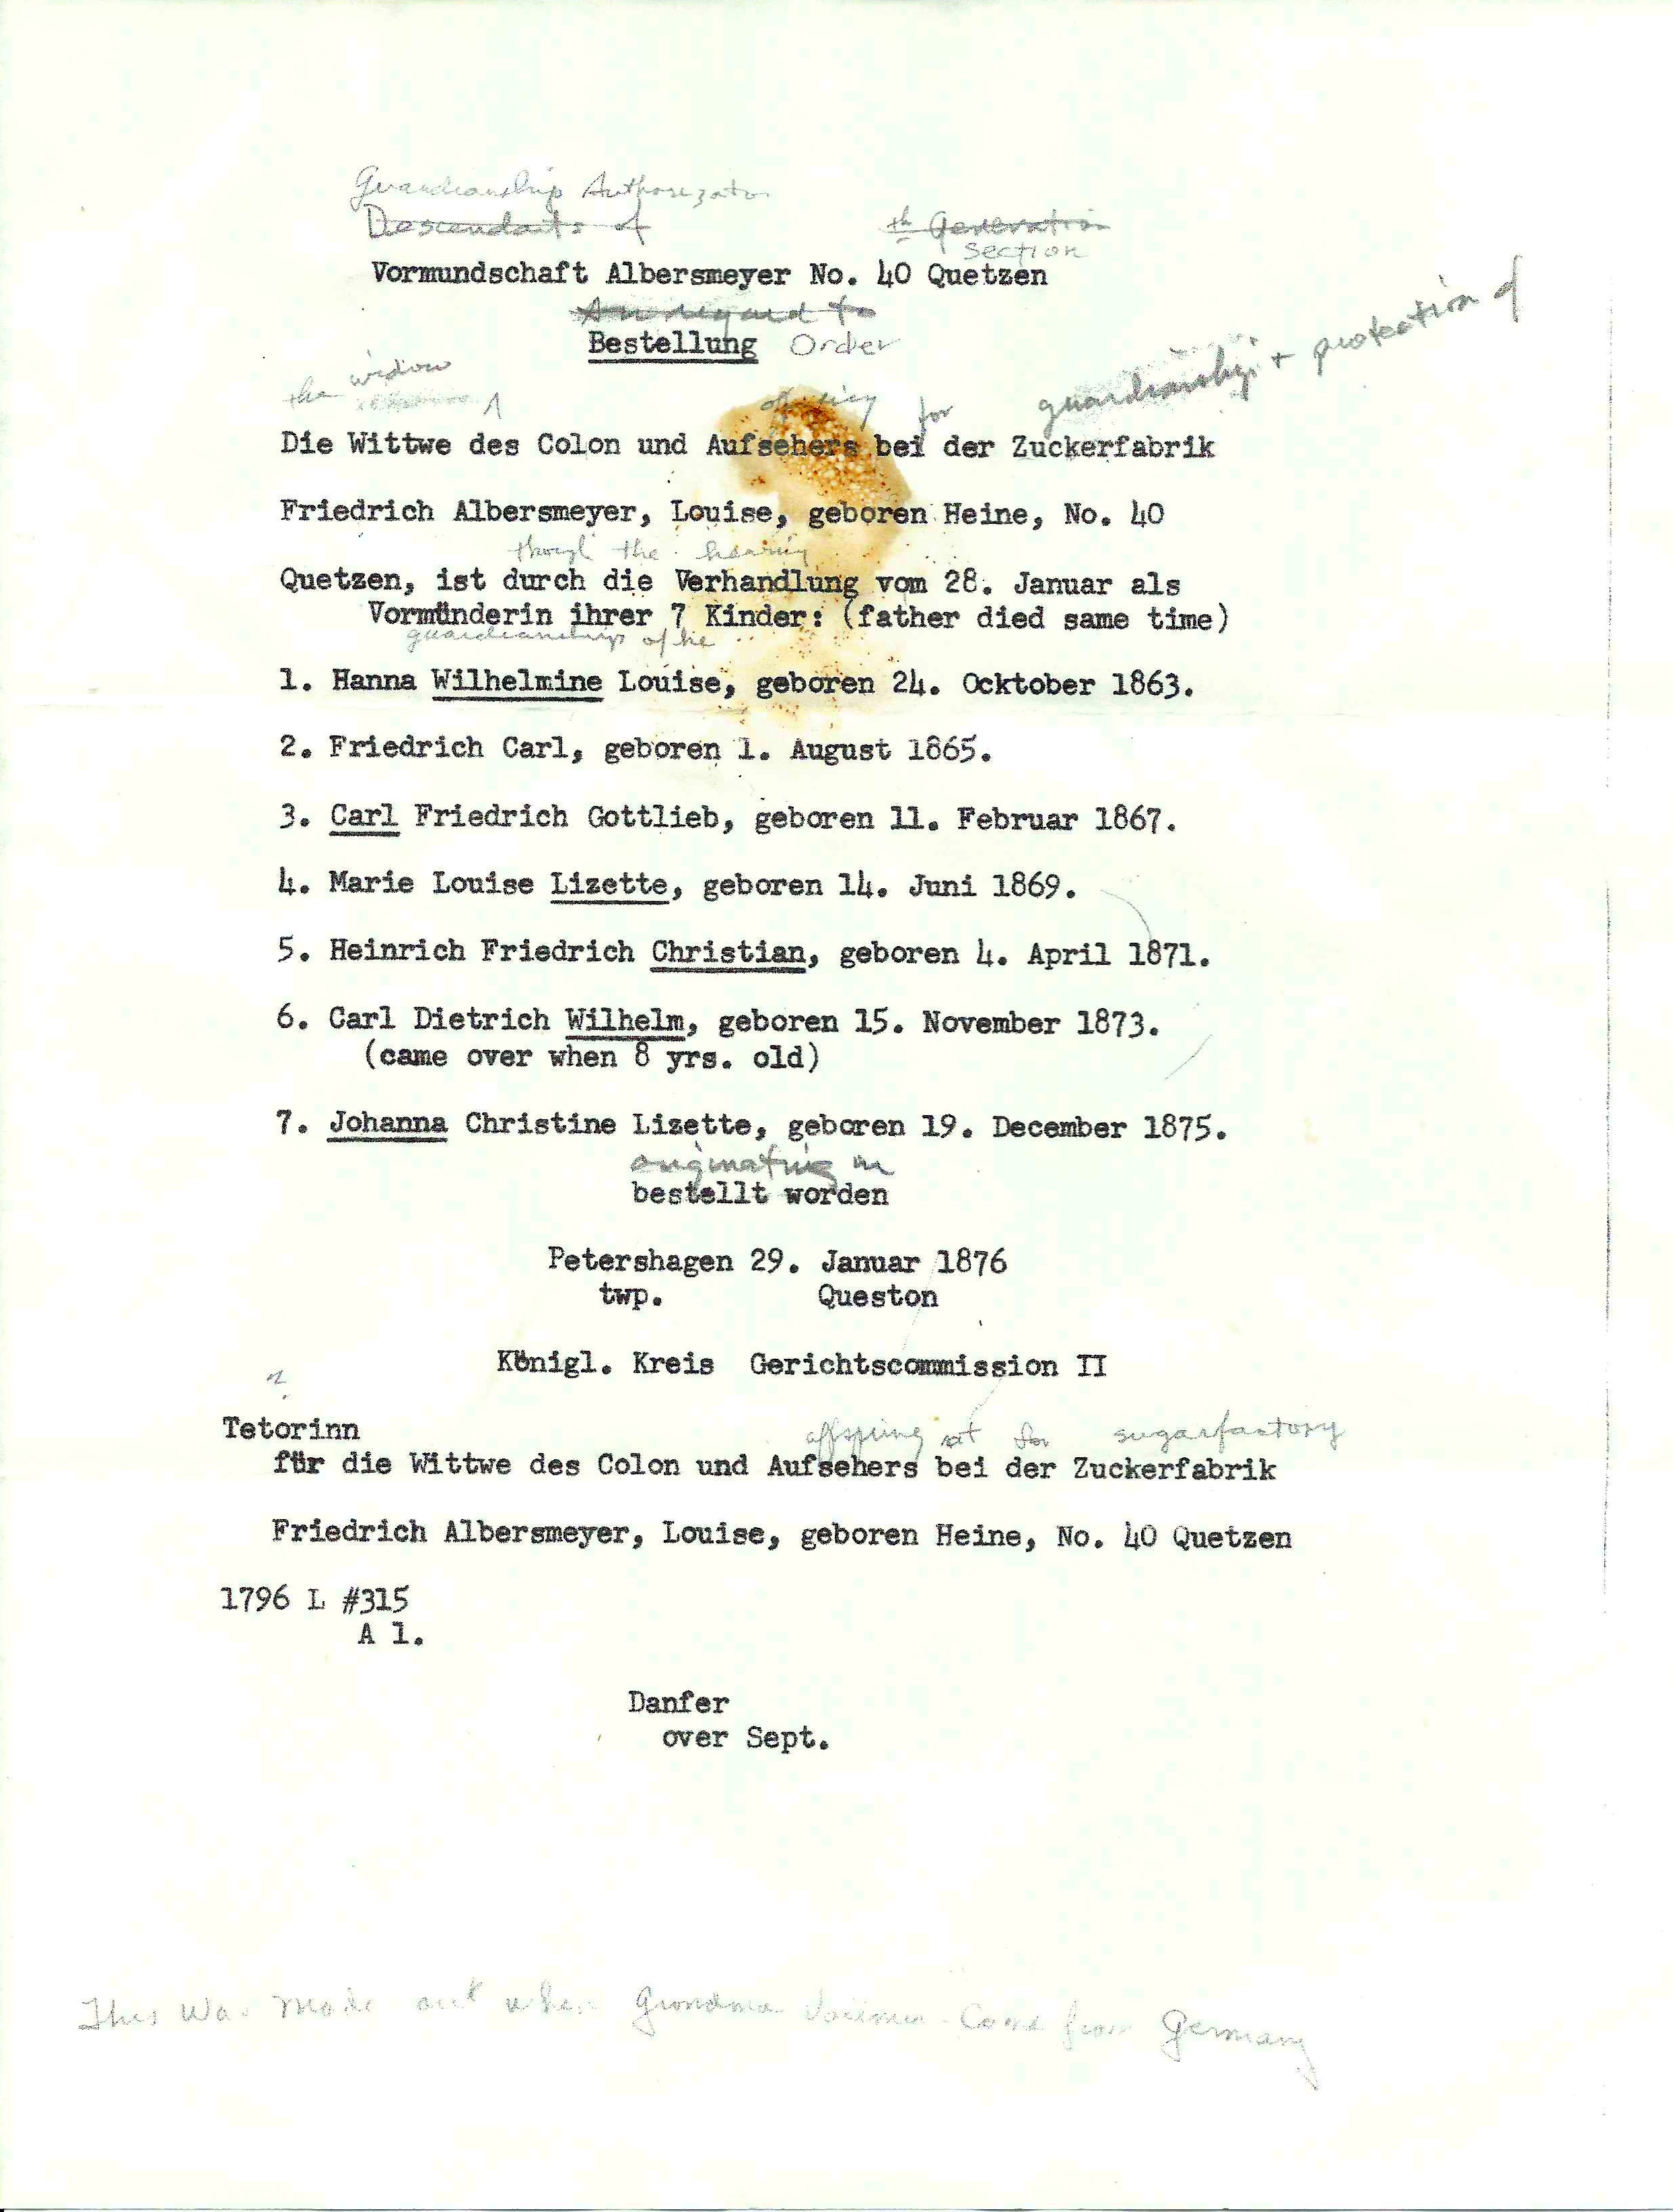 Guardianship Authorization
Descendants of th Generation
section
Vormundschaft Albersmeyer No. 40 Quetzen
An regard to
Bestellung Order
guardianship + protection of
the widow
for
Die Wittwe des Colon und Aufsehers bei der Zuckerfabrik
Friedrich Albersmeyer, Louise, geboren Heine, No. 40
though the hearing
Quetzen, ist durch die Verhandlung vom 28. Januar als
Vormünderin ihrer 7 Kinder: (father died same time)
guardianship of he
1. Hanna Wilhelmine Louise, geboren 24. Ocktober 1863.
2. Friedrich Carl, geboren 1. August 1865.
3. Carl Friedrich Gottlieb, geboren 11. Februar 1867.
4. Marie Louise Lizette, geboren 14. Juni 1869.
5. Heinrich Friedrich Christian, geboren 4. April 1871.
6. Carl Dietrich Wilhelm, geboren 15. November 1873.
(came over when 8 yrs. old)
7. Johanna Christine Lizette, geboren 19. December 1875.
originating in
bestellt worden
Petershagen 29. Januar 1876
twp. Queston
Königl. Kreis Gerichtscommission II
Tetorinn
offspring at for sugarfactory
für die Wittwe des Colon und Aufsehers bei der Zuckerfabrik
Friedrich Albersmeyer, Louise, geboren Heine, No. 40 Quetzen
1796 L #315
A 1.
Danfer
over Sept.
This was made out when Grandma Come from Germany